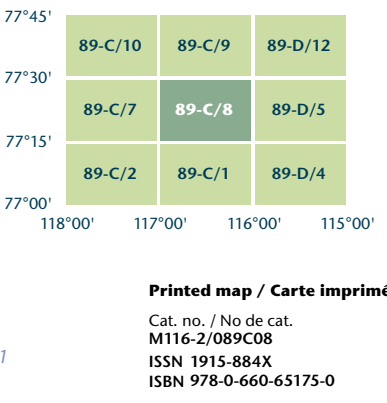 77°45'
89-C/10 89-C/9 89-D/12
77°30'
89-C/7 89-C/8 89-D/5
77°15'
89-C/2 89-C/1 89-D/4
77°00'
118°00' 117°00' 116°00' 115°00'
Printed map / Carte imprimé
Cat. no. / No de cat.
M116-2/089C08
1
ISSN 1915-884X
ISBN 978-0-660-65175-0